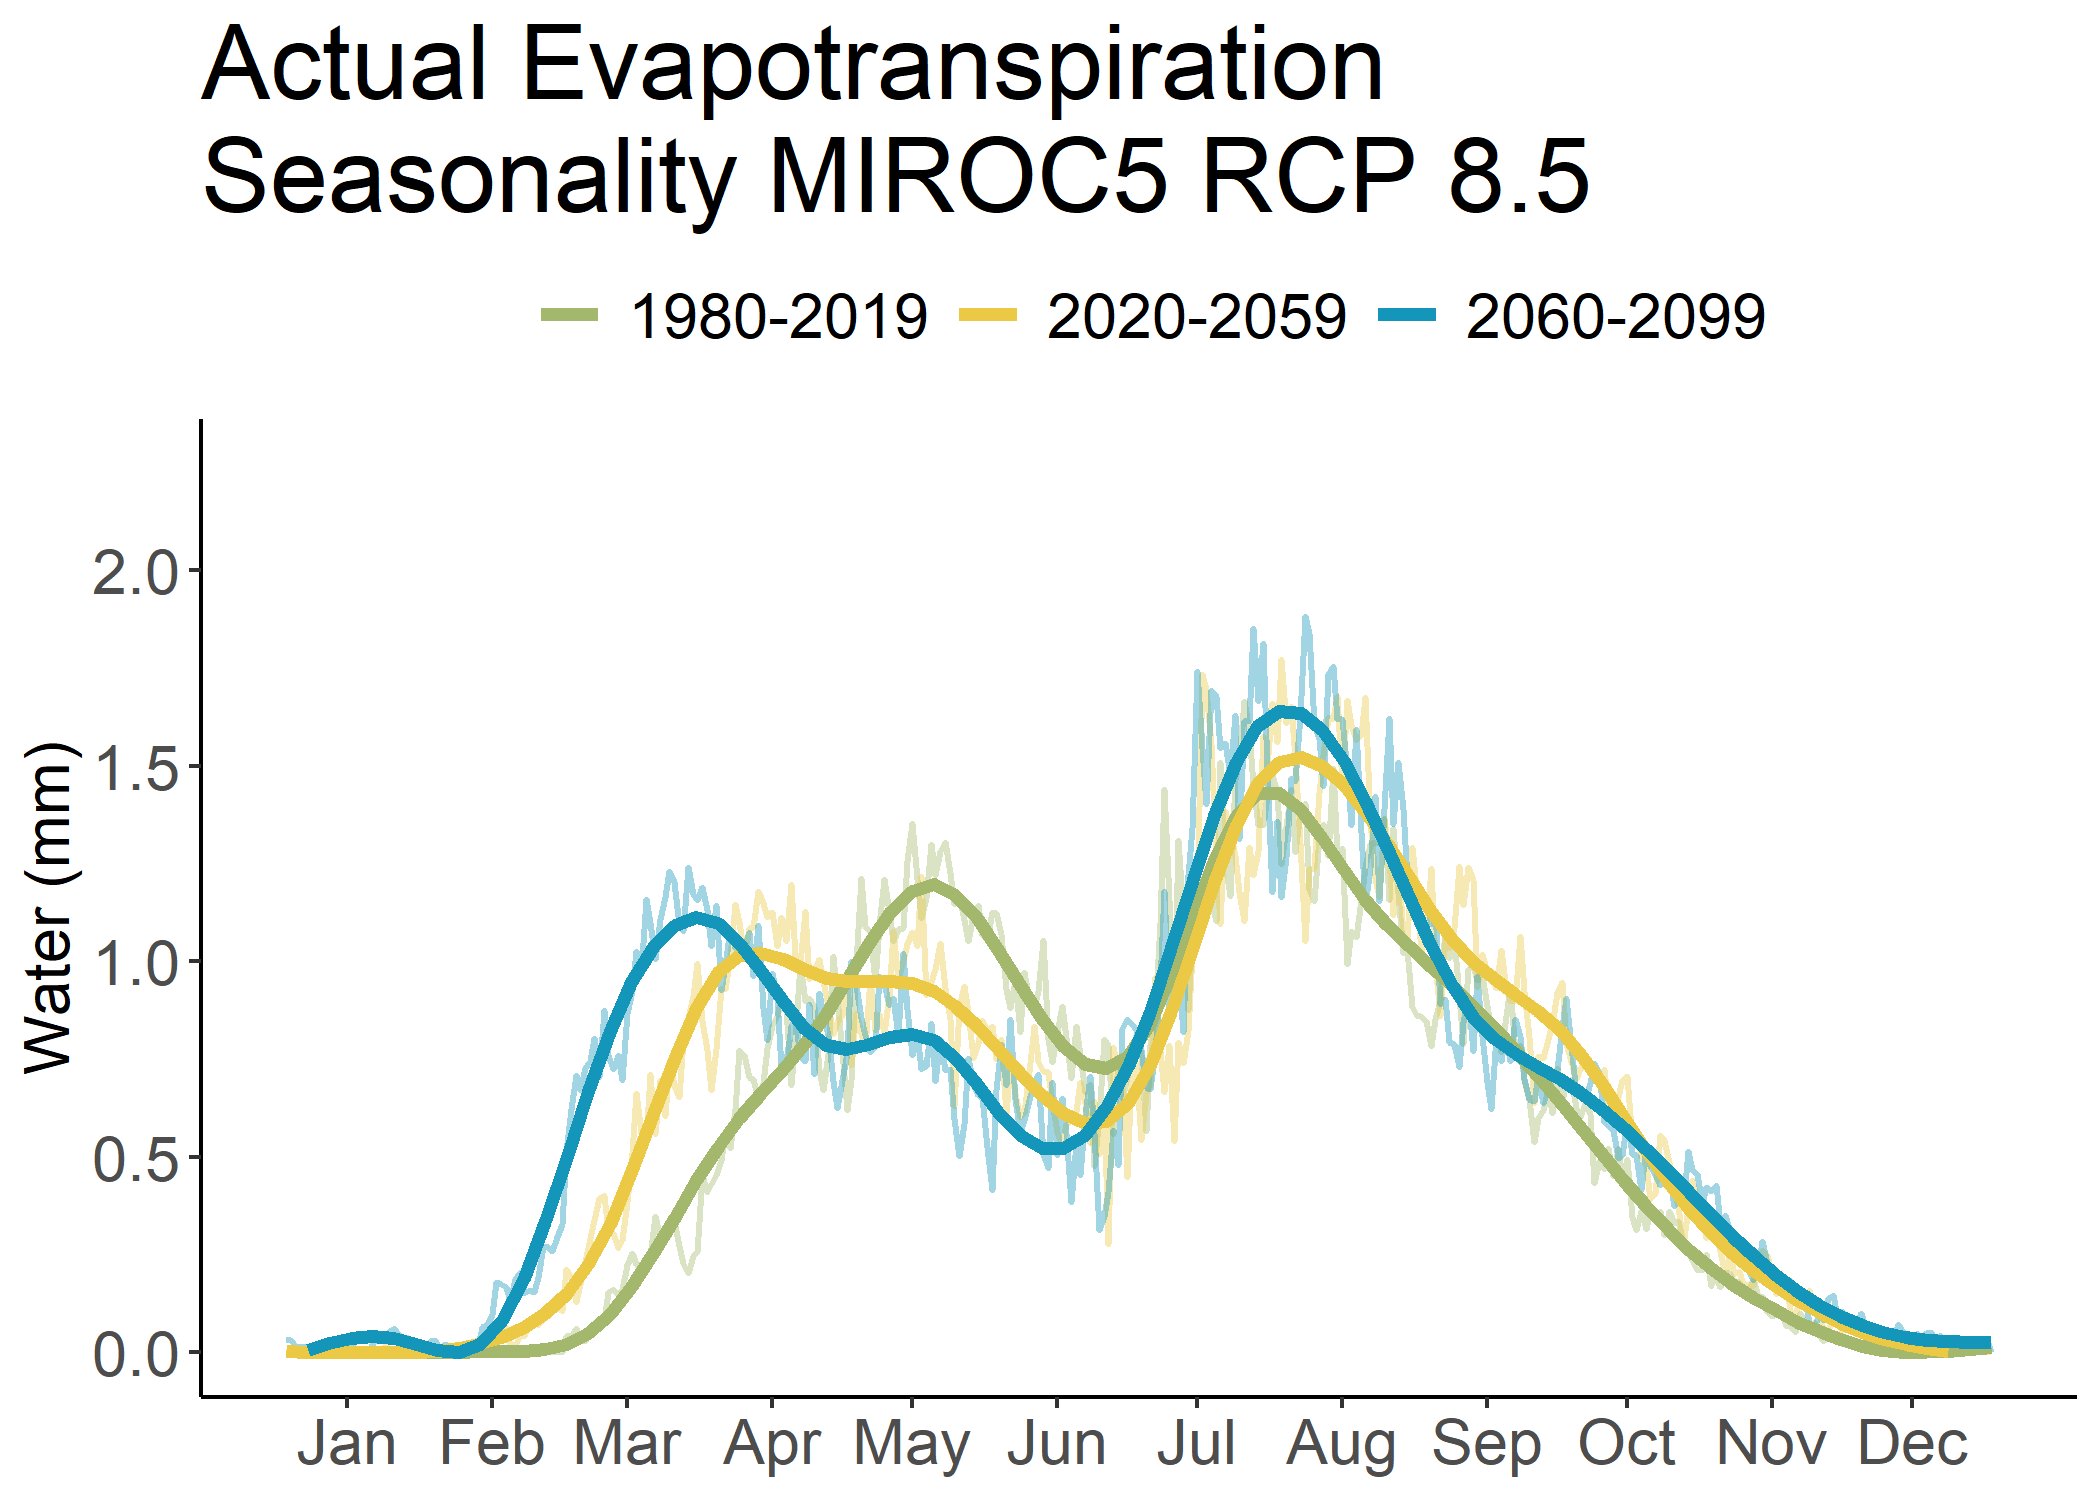 Actual Evapotranspiration
Seasonality MIROC5 RCP 8.5
1980-2019 2020-2059 2060-2099
Water (mm)
2.0
1.5
1.0
0.5
0.0
Jan Feb Mar Apr May Jun Jul Aug Sep Oct Nov Dec